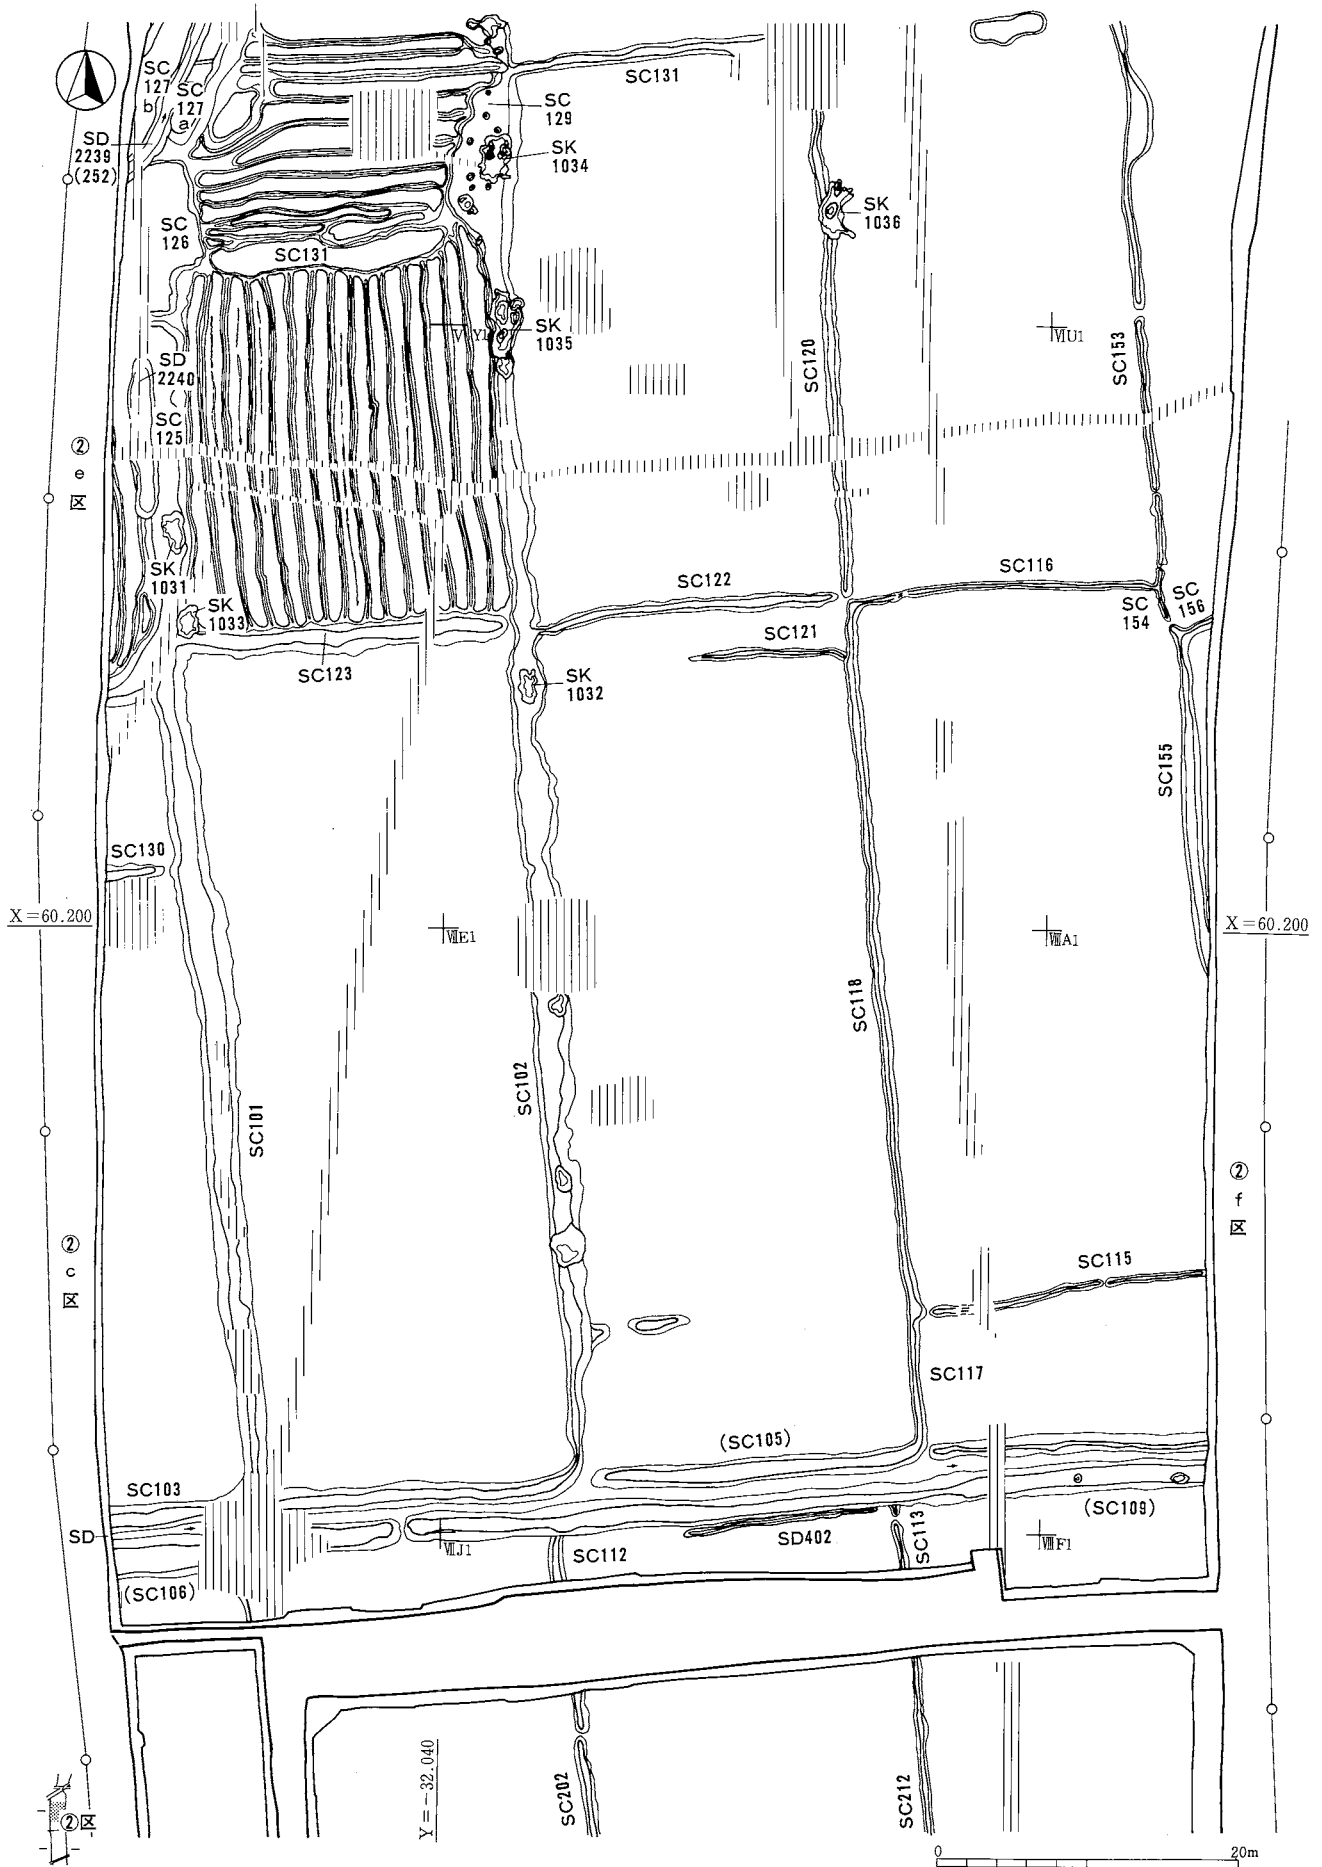 SC
127
b
SC
127
a
SC131
SC
129
SD
2239
(252)
SK
1034
SK
1036
SC
126
SC131
SK
1035
SC120
SC153
ⅥU1
SD
2240
SC
125
②
e
区
SK
1031
SK
1033
SC122
SC116
SC
154
SC
156
SC121
SC123
SK
1032
SC155
SC130
X=60.200
ⅧE1
ⅧA1
X=60.200
SC118
SC102
SC101
②
c
区
②
f
区
SC115
SC117
(SC105)
SC103
(SC109)
SD
SD402
SC113
ⅧF1
SC112
(SC106)
Y=-32.040
SC202
SC212
②区
0
20m